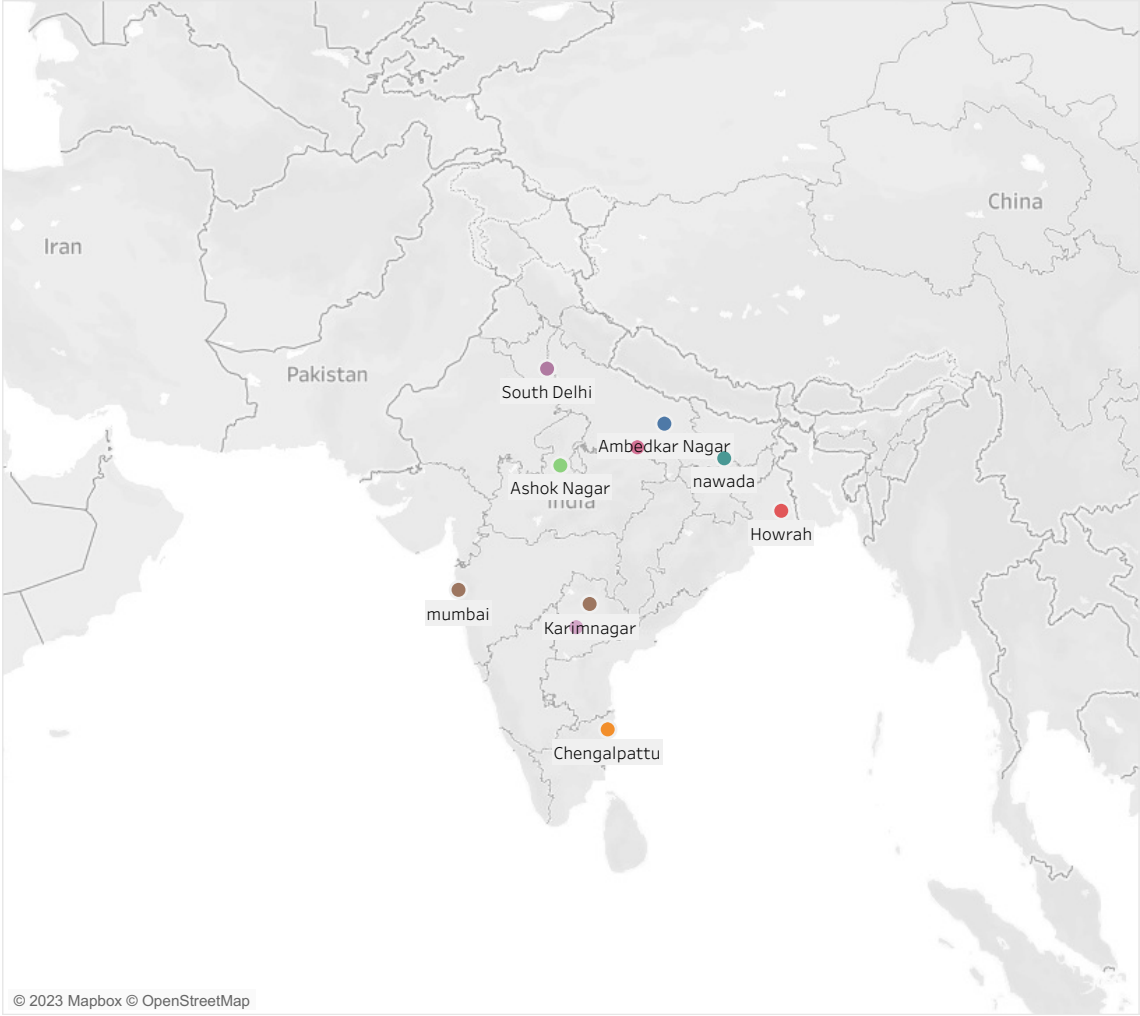 China
Iran
Pakistan
South Delhi
Ambedkar Nagar
nawada
Ashok Nagar
India
Howrah
mumbai
Karimnagar
Chengalpattu
© 2023 Mapbox © OpenStreetMap